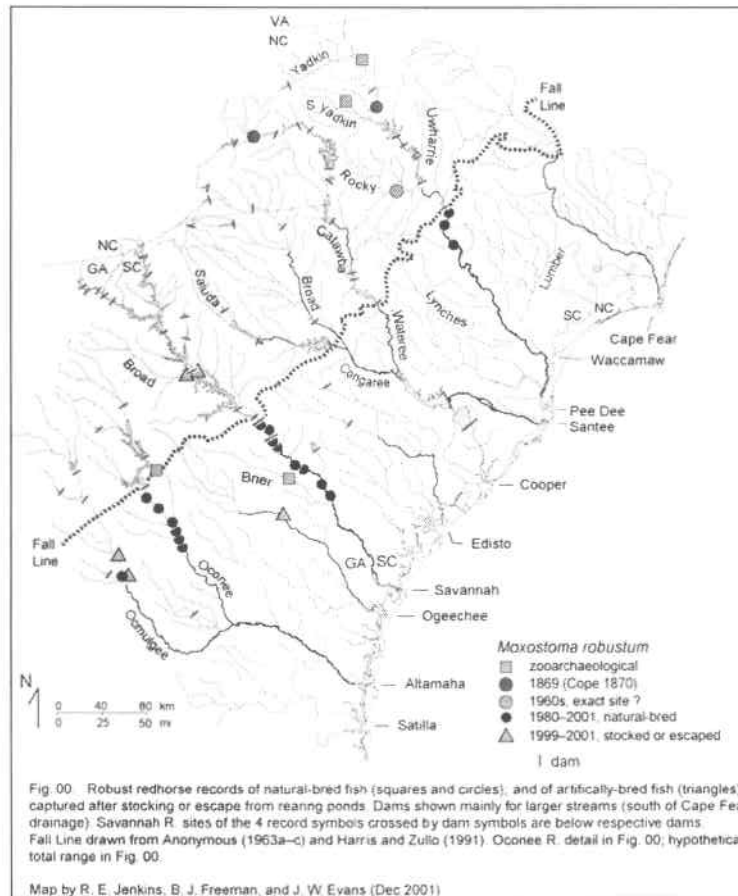 VA
NC
Yadkin
Fall
Line
S Yadkin
Uwharrie
Rocky
NC
GA SC
Catawba
Saluda
Broad
Lynches
Lumber
SC NC
Wateree
Cape Fear
Waccamaw
Broad
Congaree
Pee Dee
Santee
Brier
Cooper
Edisto
Fall
Line
Oconee
GA SC
Savannah
Ogeechee
Ocmulgee
Moxostoma robustum
zooarchaeological
1869 (Cope 1870)
1960s, exact site ?
1980–2001, natural-bred
1999–2001, stocked or escaped
dam
N
0 40 80 km
0 25 50 mi
Altamaha
Satilla
Fig. 00 Robust redhorse records of natural-bred fish (squares and circles), and of artifically-bred fish (triangles)
captured after stocking or escape from rearing ponds. Dams shown mainly for larger streams (south of Cape Fear
drainage). Savannah R. sites of the 4 record symbols crossed by dam symbols are below respective dams.
Fall Line drawn from Anonymous (1963a–c) and Harris and Zullo (1991). Oconee R. detail in Fig. 00; hypothetical
total range in Fig. 00.
Map by R. E. Jenkins, B. J. Freeman, and J. W. Evans (Dec 2001)